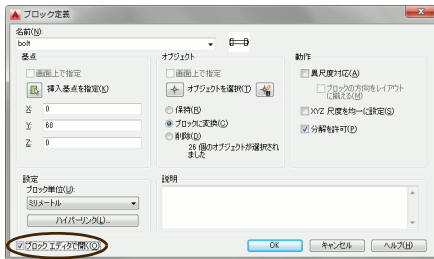 ブロック定義
名前(N):
bolt
基点
画面上で指定
挿入基点を指定(K)
X: 0
Y: 60
Z: 0
オブジェクト
画面上で指定
オブジェクトを選択(T)
保持(R)
ブロックに変換(C)
削除(D)
26 個のオブジェクトが選択され
ました
動作
異尺度対応(A)
ブロックの方向をレイアウト
に揃える(M)
XYZ 尺度を均一に設定(S)
分解を許可(P)
設定
ブロック単位(U):
ミリメートル
ハイパーリンク(L)...
説明
ブロック エディタで開く(O)
OK
キャンセル
ヘルプ(H)